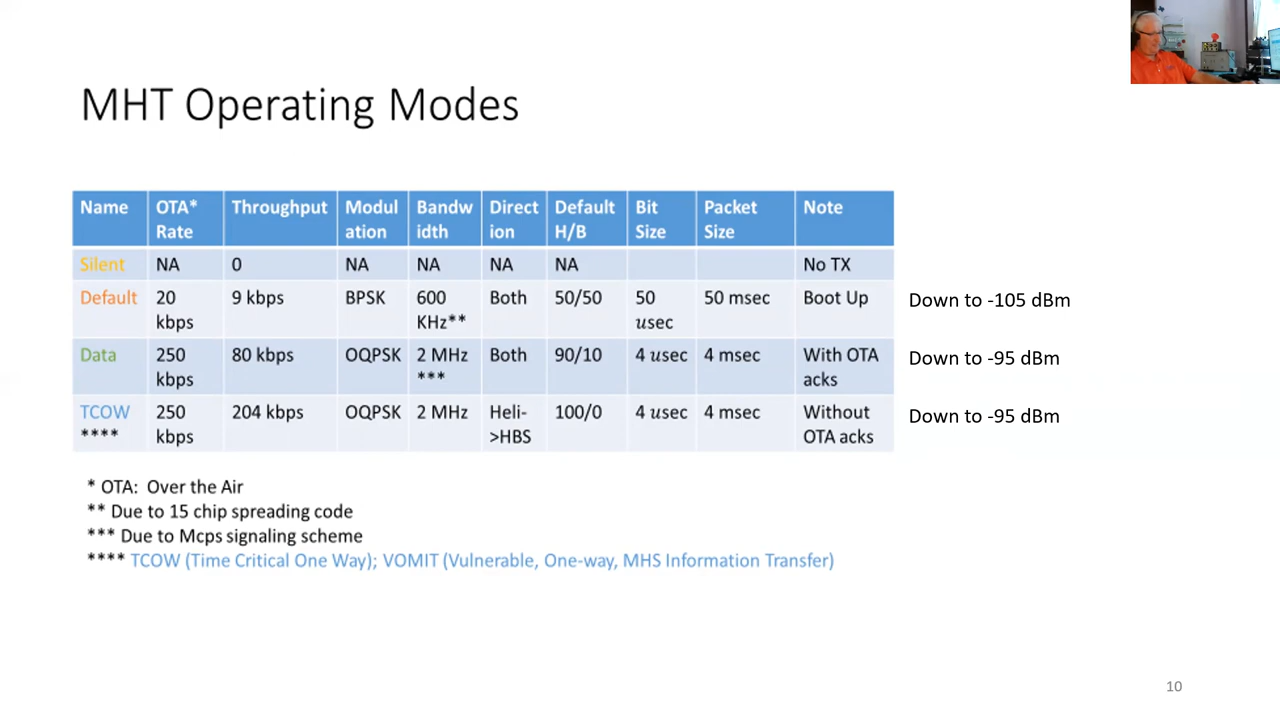 MHT Operating Modes
Name OTA* Rate Throughput Modulation Bandwidth Direction Default H/B Bit Size Packet Size Note
Silent NA 0 NA NA NA NA No TX
Default 20 kbps 9 kbps BPSK 600 KHz** Both 50/50 50 usec 50 msec Boot Up Down to -105 dBm
Data 250 kbps 80 kbps OQPSK 2 MHz *** Both 90/10 4 usec 4 msec With OTA acks Down to -95 dBm
TCOW **** 250 kbps 204 kbps OQPSK 2 MHz Heli->HBS 100/0 4 usec 4 msec Without OTA acks Down to -95 dBm
* OTA: Over the Air
** Due to 15 chip spreading code
*** Due to Mcps signaling scheme
**** TCOW (Time Critical One Way); VOMIT (Vulnerable, One-way, MHS Information Transfer)
10